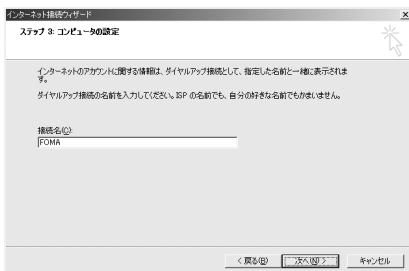 インターネット接続ウィザード
ステップ 3: コンピュータの設定
インターネットのアカウントに関する情報は、ダイヤルアップ接続として、指定した名前と一緒に表示されま
す。
ダイヤルアップ接続の名前を入力してください。ISP の名前でも、自分の好きな名前でもかまいません。
接続名(C):
FOMA
< 戻る(B)
次へ(N) >
キャンセル